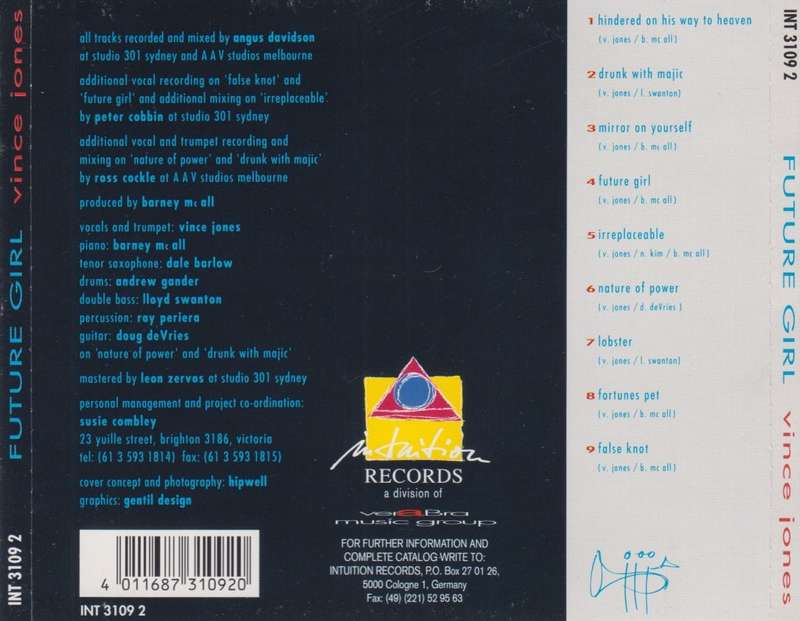 FUTURE GIRL vince jones
INT 3109 2
all tracks recorded and mixed by angus davidson
at studio 301 sydney and A A V studios melbourne
additional vocal recording on 'false knot' and
'future girl' and additional mixing on 'irreplaceable'
by peter cobbin at studio 301 sydney
additional vocal and trumpet recording and
mixing on 'nature of power' and 'drunk with majic'
by ross cockle at A A V studios melbourne
produced by barney mc all
vocals and trumpet: vince jones
piano: barney mc all
tenor saxophone: dale barlow
drums: andrew gander
double bass: lloyd swanton
percussion: ray periera
guitar: doug deVries
on 'nature of power' and 'drunk with majic'
mastered by leon zervos at studio 301 sydney
personal management and project co-ordination:
susie combley
23 yuille street, brighton 3186, victoria
tel: (61 3 593 1814) fax: (61 3 593 1815)
cover concept and photography: hipwell
graphics: gentil design
4 011687 310920
INT 3109 2
intuition
RECORDS
a division of
veraBra
music group
FOR FURTHER INFORMATION AND
COMPLETE CATALOG WRITE TO:
INTUITION RECORDS, P.O. Box 27 01 26,
5000 Cologne 1, Germany
Fax: (49) (221) 52 95 63
1 hindered on his way to heaven
(v. jones / b. mc all)
2 drunk with majic
(v. jones / l. swanton)
3 mirror on yourself
(v. jones / b. mc all)
4 future girl
(v. jones / b. mc all)
5 irreplaceable
(v. jones / n. kim / b. mc all)
6 nature of power
(v. jones / d. deVries)
7 lobster
(v. jones / l. swanton)
8 fortunes pet
(v. jones / b. mc all)
9 false knot
(v. jones / b. mc all)
INT 3109 2
FUTURE GIRL vince jones